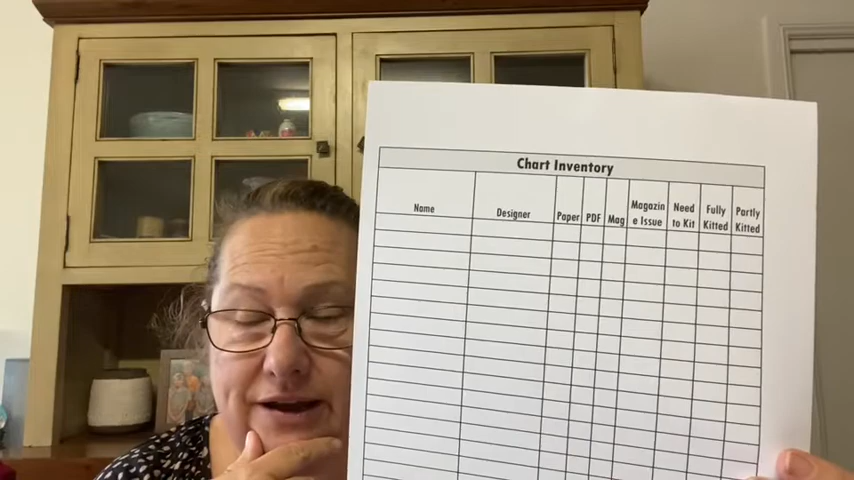 Chart Inventory
Name Designer Paper PDF Mag Magazin e Issue Need to Kit Fully Kitted Partly Kitted